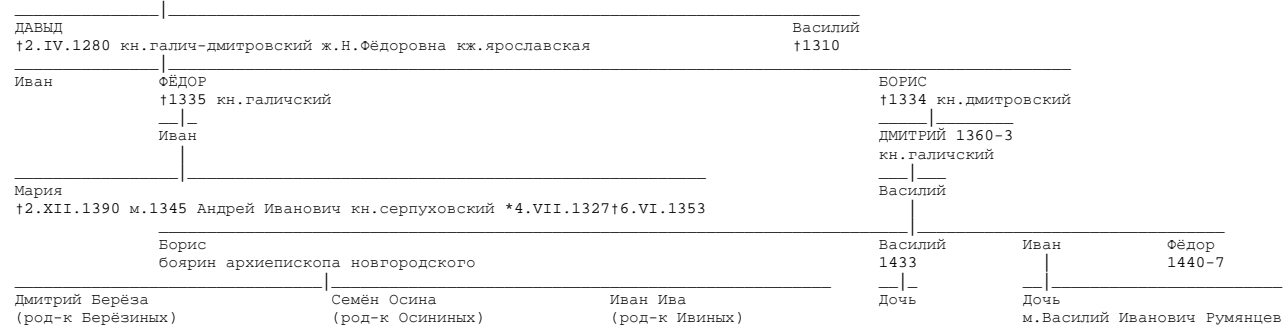 ДАВЫД Василий
†2.IV.1280 кн.галич-дмитровский ж.Н.Фёдоровна кж.ярославская †1310
Иван ФЁДОР БОРИС
†1335 кн.галичский †1334 кн.дмитровский
Иван ДМИТРИЙ 1360-3
кн.галичский
Мария Василий
†2.XII.1390 м.1345 Андрей Иванович кн.серпуховский *4.VII.1327†6.VI.1353
Борис Василий Иван Фёдор
боярин архиепископа новгородского 1433 1440-7
Дмитрий Берёза Семён Осина Иван Ива Дочь Дочь
(род-к Берёзиных) (род-к Осининых) (род-к Ивиных) м.Василий Иванович Румянцев